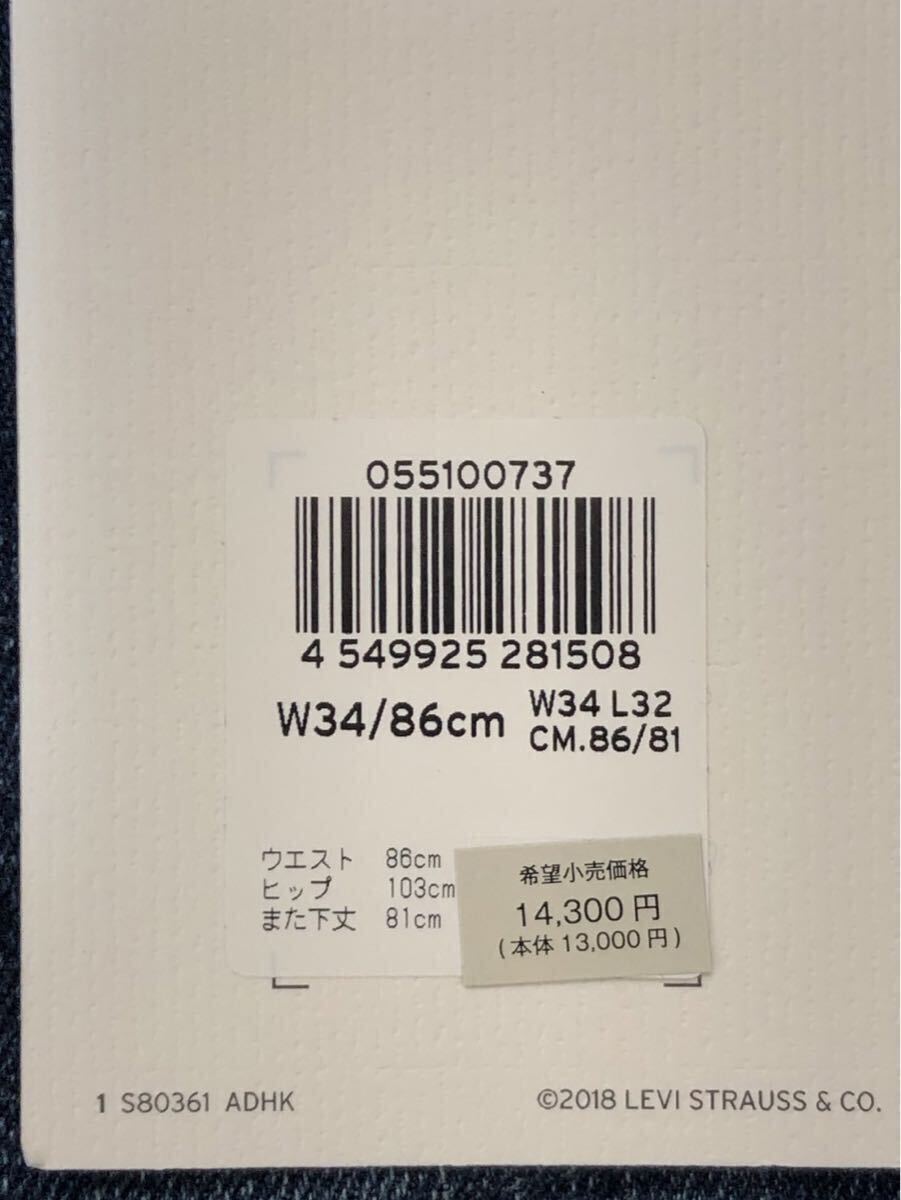 055100737
4 549925 281508
W34/86cm
W34 L32
CM.86/81
ウエスト 86cm
ヒップ 103cm
また下丈 81cm
希望小売価格
14,300円
(本体13,000円)
1 S80361 ADHK
©2018 LEVI STRAUSS & CO.